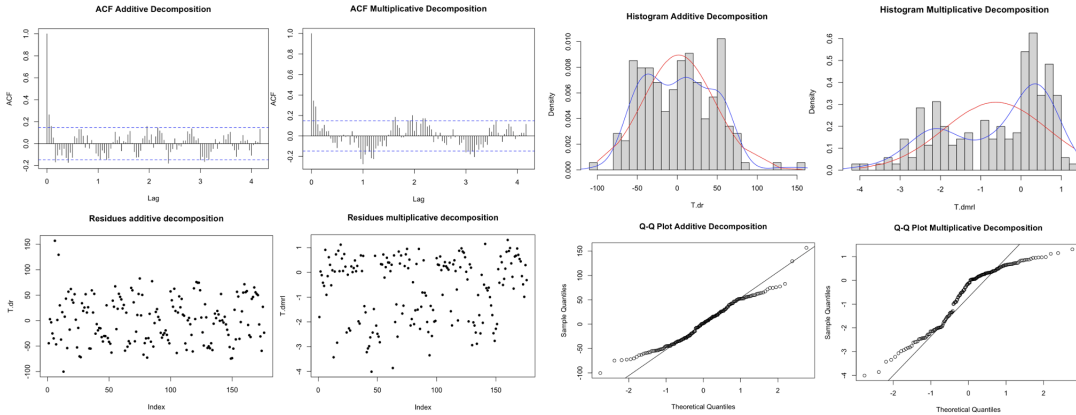 ACF Additive Decomposition
ACF
1.0
0.8
0.6
0.4
0.2
0.0
-0.2
0 1 2 3 4
Lag
ACF Multiplicative Decomposition
ACF
1.0
0.8
0.6
0.4
0.2
0.0
-0.2
0 1 2 3 4
Lag
Histogram Additive Decomposition
Density
0.010
0.008
0.006
0.004
0.002
0.000
-100 -50 0 50 100 150
T.dr
Histogram Multiplicative Decomposition
Density
0.6
0.5
0.4
0.3
0.2
0.1
0.0
-4 -3 -2 -1 0 1
T.dmrl
Residues additive decomposition
T.dr
150
100
50
0
-50
-100
0 50 100 150
Index
Residues multiplicative decomposition
T.dmrl
1
0
-1
-2
-3
-4
0 50 100 150
Index
Q-Q Plot Additive Decomposition
Sample Quantiles
150
100
50
0
-50
-100
-2 -1 0 1 2
Theoretical Quantiles
Q-Q Plot Multiplicative Decomposition
Sample Quantiles
1
0
-1
-2
-3
-4
-2 -1 0 1 2
Theoretical Quantiles